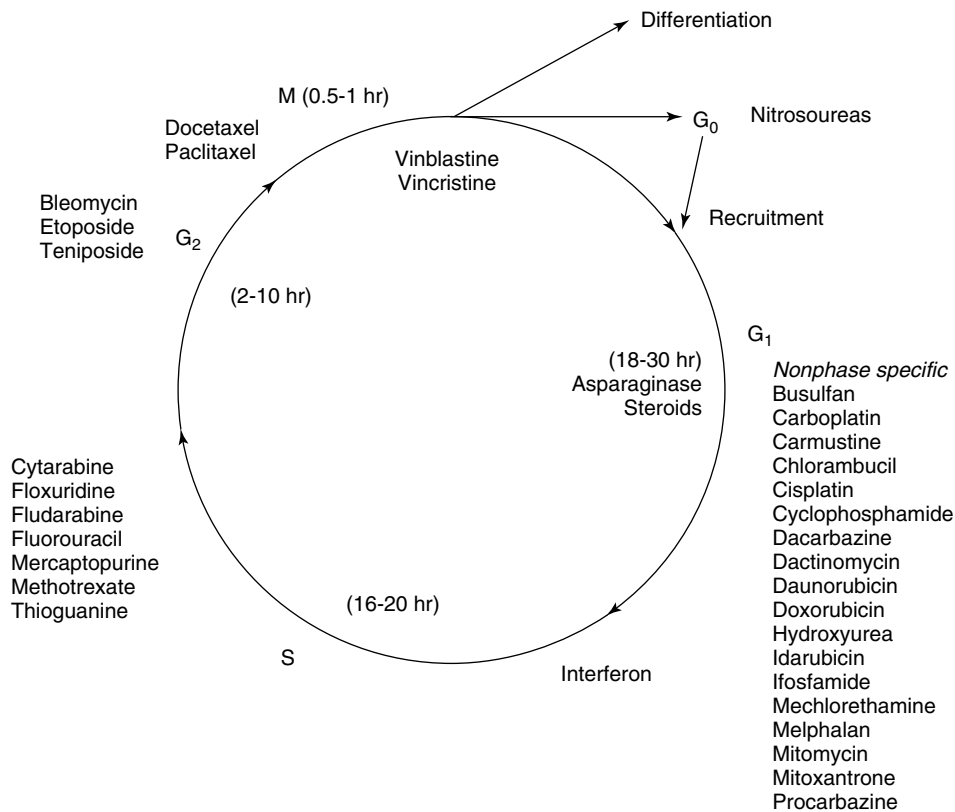 Differentiation
M (0.5-1 hr)
G₀
Nitrosoureas
Docetaxel
Paclitaxel
Vinblastine
Vincristine
Bleomycin
Etoposide
Teniposide
G₂
Recruitment
(2-10 hr)
G₁
(18-30 hr)
Asparaginase
Steroids
Nonphase specific
Busulfan
Carboplatin
Carmustine
Chlorambucil
Cisplatin
Cyclophosphamide
Dacarbazine
Dactinomycin
Daunorubicin
Doxorubicin
Hydroxyurea
Idarubicin
Ifosfamide
Mechlorethamine
Melphalan
Mitomycin
Mitoxantrone
Procarbazine
Cytarabine
Floxuridine
Fludarabine
Fluorouracil
Mercaptopurine
Methotrexate
Thioguanine
(16-20 hr)
S
Interferon